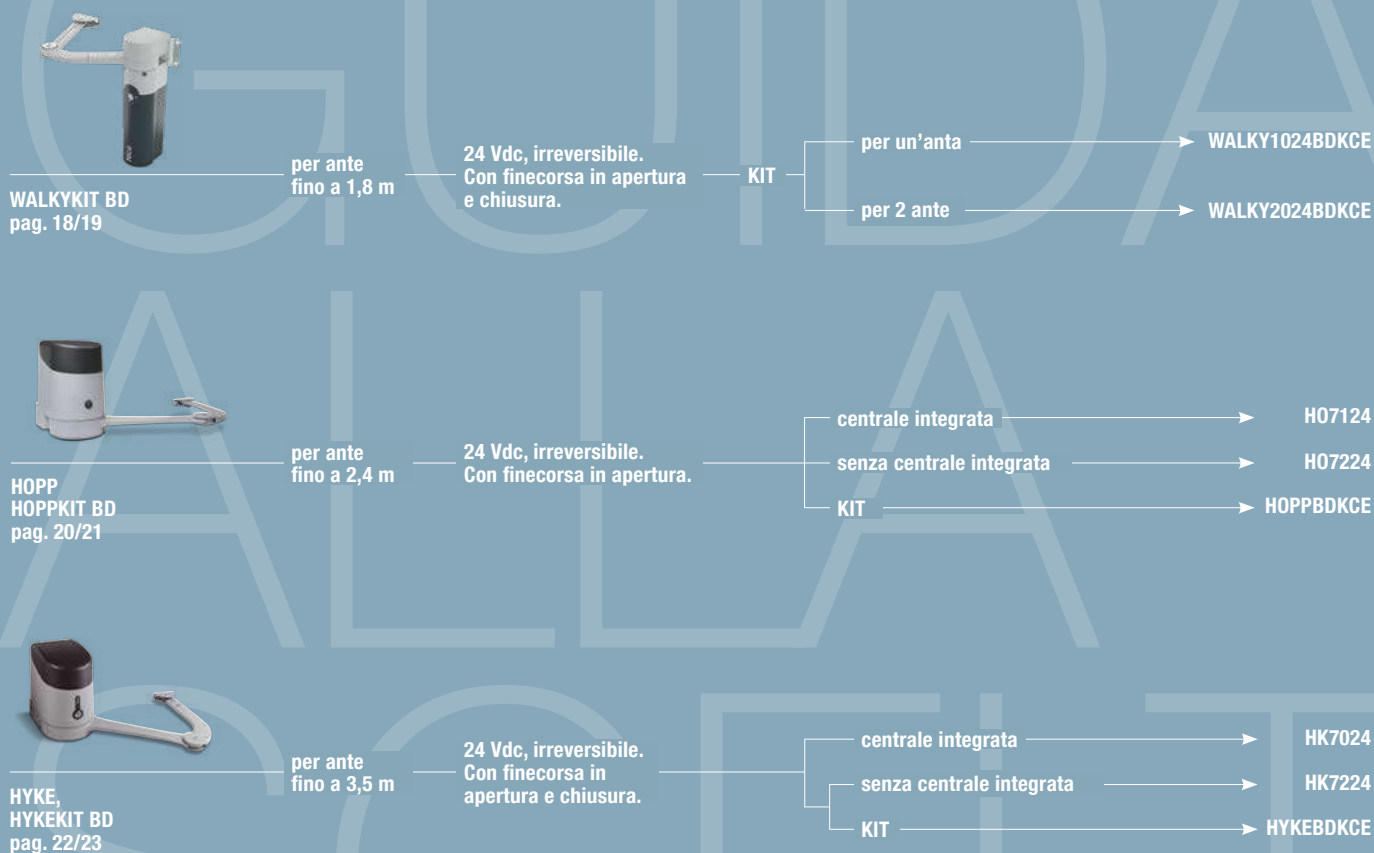 GUIDA
per un'anta WALKY1024BDKCE
per ante
fino a 1,8 m
24 Vdc, irreversibile.
Con finecorsa in apertura
e chiusura.
KIT
per 2 ante WALKY2024BDKCE
WALKYKIT BD
pag. 18/19
ALLA
centrale integrata HO7124
per ante
fino a 2,4 m
24 Vdc, irreversibile.
Con finecorsa in apertura.
senza centrale integrata HO7224
KIT HOPPBDKCE
HOPP
HOPPKIT BD
pag. 20/21
SCELT
centrale integrata HK7024
per ante
fino a 3,5 m
24 Vdc, irreversibile.
Con finecorsa in
apertura e chiusura.
senza centrale integrata HK7224
KIT HYKEBDKCE
HYKE,
HYKEKIT BD
pag. 22/23